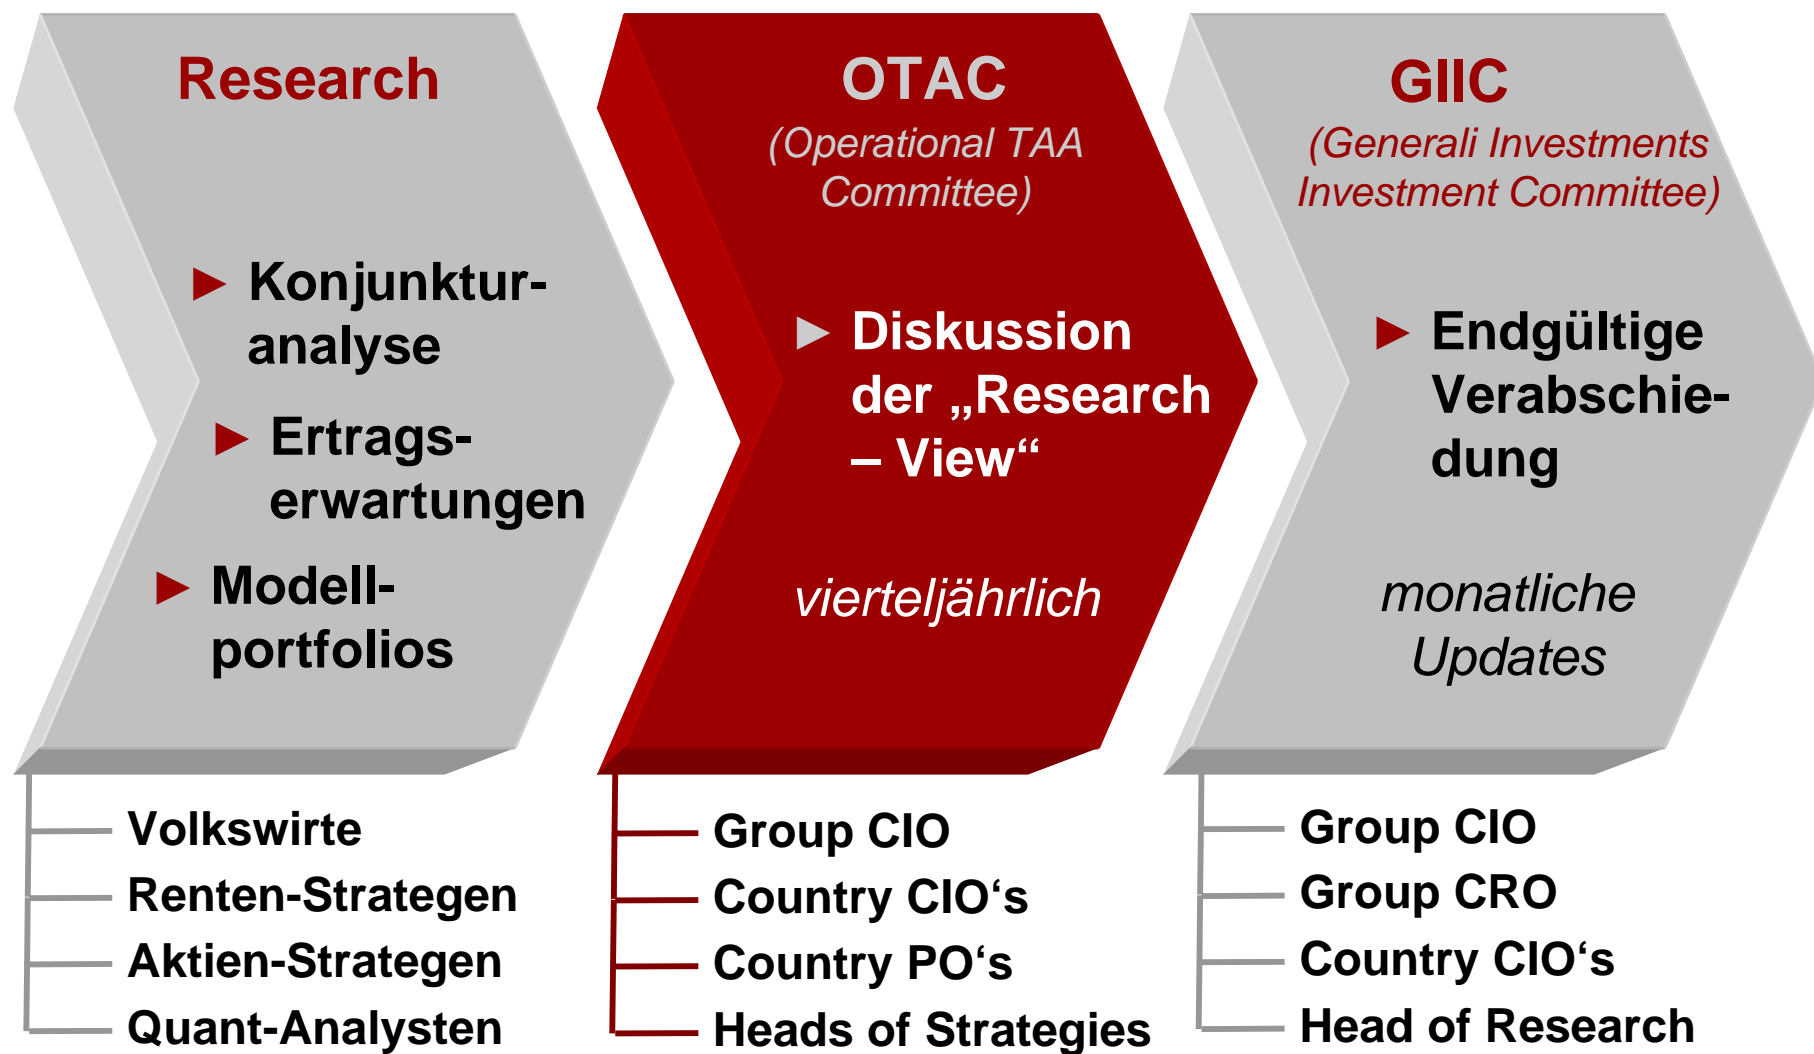 Research
► Konjunktur-
analyse
► Ertrags-
erwartungen
► Modell-
portfolios
Volkswirte
Renten-Strategen
Aktien-Strategen
Quant-Analysten
OTAC
(Operational TAA
Committee)
► Diskussion
der „Research
– View“
vierteljährlich
Group CIO
Country CIO‘s
Country PO‘s
Heads of Strategies
GIIC
(Generali Investments
Investment Committee)
► Endgültige
Verabschie-
dung
monatliche
Updates
Group CIO
Group CRO
Country CIO‘s
Head of Research